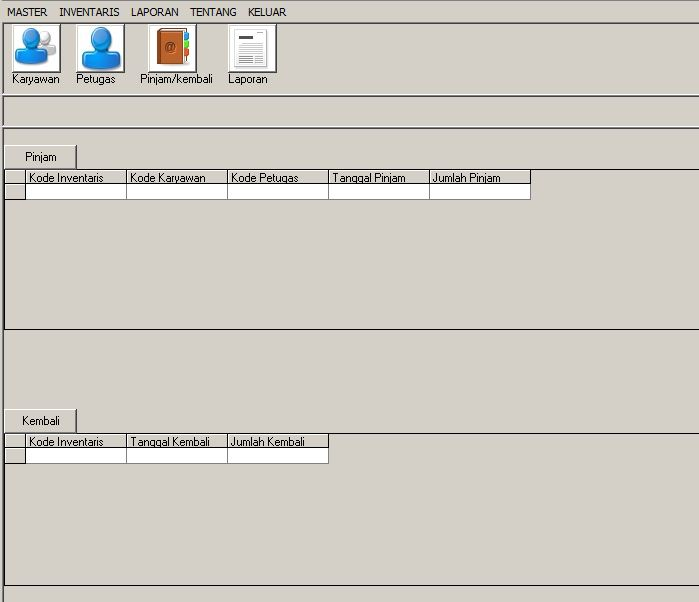 MASTER INVENTARIS LAPORAN TENTANG KELUAR
Karyawan Petugas Pinjam/kembali Laporan
Pinjam
Kode Inventaris Kode Karyawan Kode Petugas Tanggal Pinjam Jumlah Pinjam
Kembali
Kode Inventaris Tanggal Kembali Jumlah Kembali